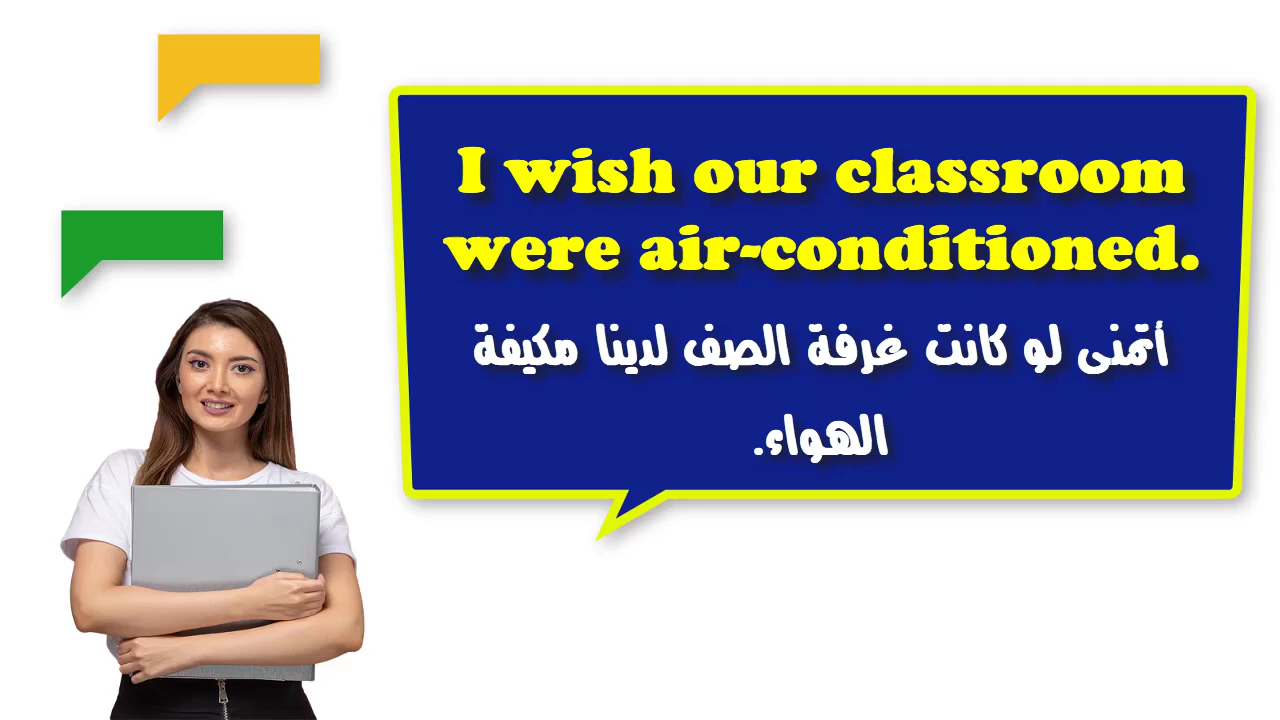 I wish our classroom
were air-conditioned.
أتمنى لو كانت غرفة الصف لدينا مكيفة
الهواء.